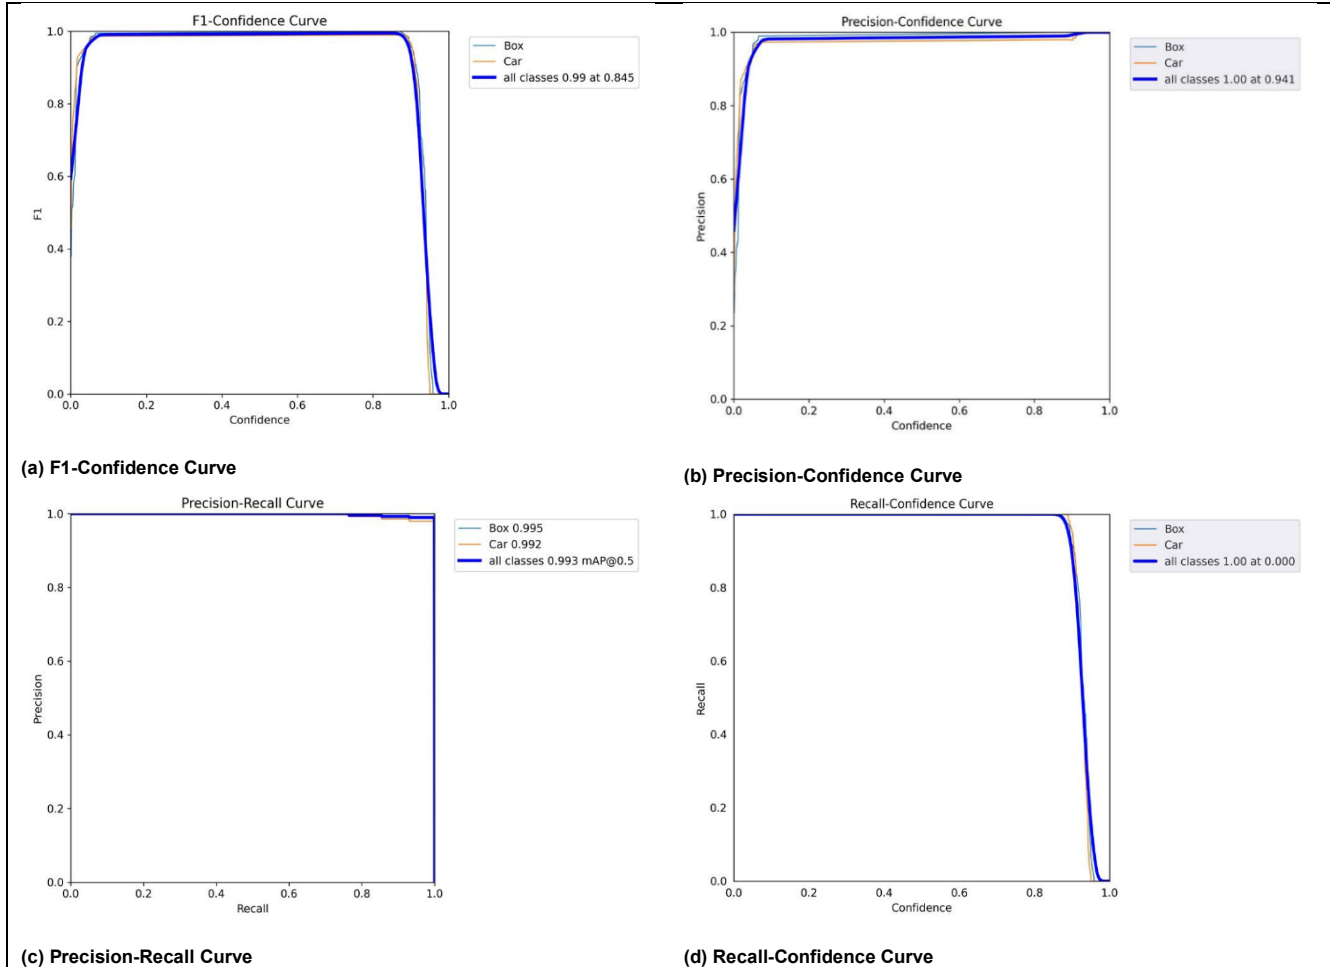 F1-Confidence Curve
1.0
0.8
0.6
0.4
0.2
0.0
F1
0.0 0.2 0.4 0.6 0.8 1.0
Confidence
Box
Car
all classes 0.99 at 0.845
(a) F1-Confidence Curve
Precision-Confidence Curve
1.0
0.8
0.6
0.4
0.2
0.0
Precision
0.0 0.2 0.4 0.6 0.8 1.0
Confidence
Box
Car
all classes 1.00 at 0.941
(b) Precision-Confidence Curve
Precision-Recall Curve
1.0
0.8
0.6
0.4
0.2
0.0
Precision
0.0 0.2 0.4 0.6 0.8 1.0
Recall
Box 0.995
Car 0.992
all classes 0.993 mAP@0.5
(c) Precision-Recall Curve
Recall-Confidence Curve
1.0
0.8
0.6
0.4
0.2
0.0
Recall
0.0 0.2 0.4 0.6 0.8 1.0
Confidence
Box
Car
all classes 1.00 at 0.000
(d) Recall-Confidence Curve